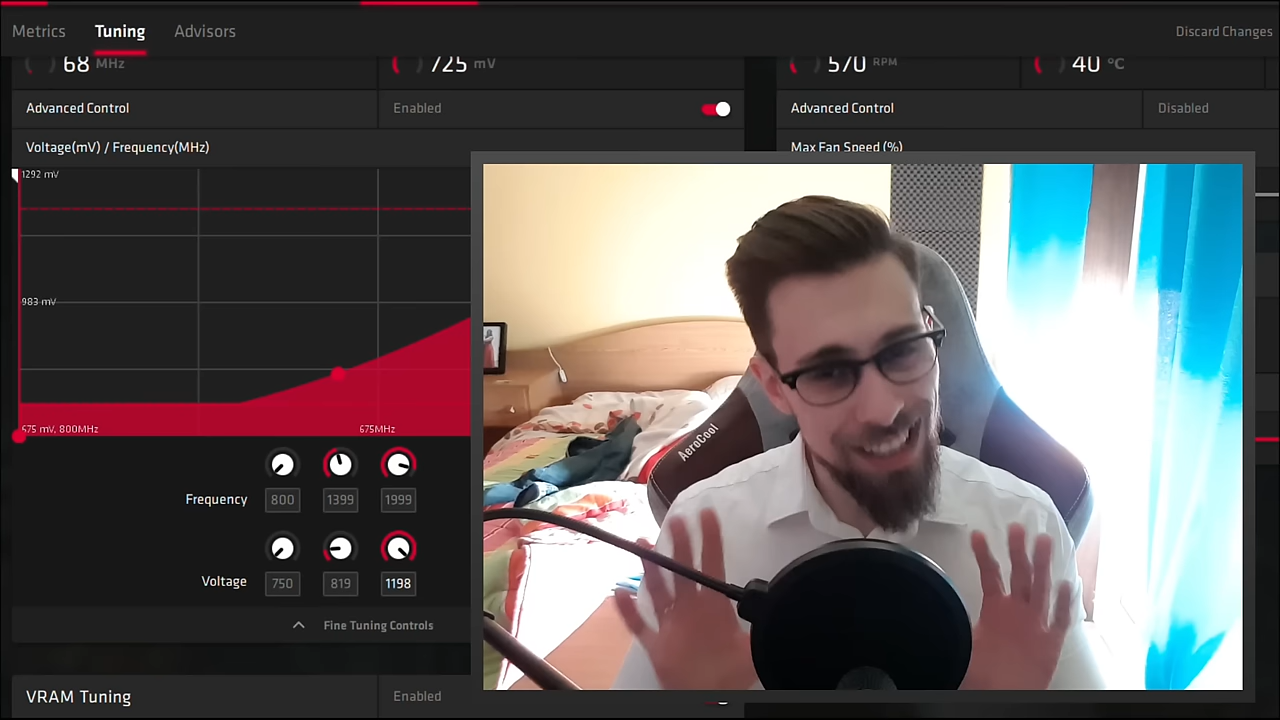 Metrics Tuning Advisors Discard Changes
68 MHz 725 mV 570 RPM 40 °C
Advanced Control Enabled Advanced Control Disabled
Voltage(mV) / Frequency(MHz) Max Fan Speed (%)
1292 mV
983 mV
675 mV, 800MHz 675MHz
Frequency 800 1399 1999
Voltage 750 819 1198
Fine Tuning Controls
VRAM Tuning Enabled
AeroCool